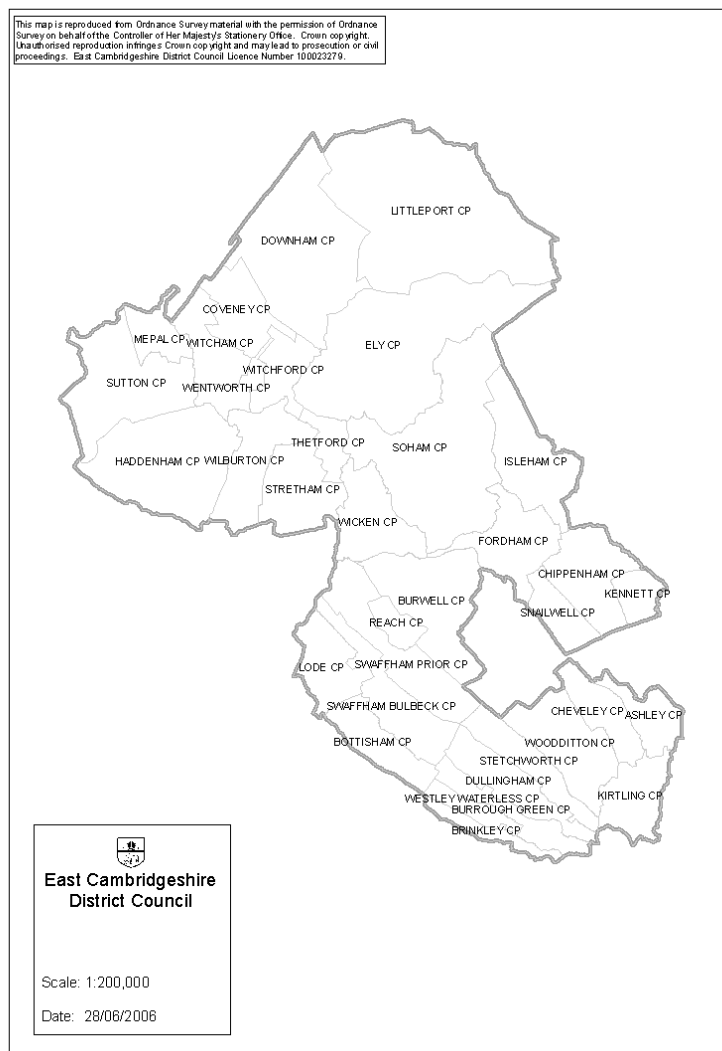 This map is reproduced from Ordnance Survey material with the permission of Ordnance
Survey on behalf of the Controller of Her Majesty's Stationery Office. Crown copyright.
Unauthorised reproduction infringes Crown copyright and may lead to prosecution or civil
proceedings. East Cambridgeshire District Council Licence Number 100023279.
LITTLEPORT CP
DOWNHAM CP
COVENEY CP
MEPAL CP
WITCHAM CP
ELY CP
WITCHFORD CP
SUTTON CP
WENTWORTH CP
THETFORD CP
SOHAM CP
HADDENHAM CP
WILBURTON CP
ISLEHAM CP
STRETHAM CP
WICKEN CP
FORDHAM CP
CHIPPENHAM CP
KENNETT CP
BURWELL CP
SNAILWELL CP
REACH CP
LODE CP
SWAFFHAM PRIOR CP
SWAFFHAM BULBECK CP
CHEVELEY CP
ASHLEY CP
BOTTISHAM CP
WOODDITTON CP
STETCHWORTH CP
DULLINGHAM CP
WESTLEY WATERLESS CP
KIRTLING CP
BURROUGH GREEN CP
BRINKLEY CP
East Cambridgeshire
District Council
Scale: 1:200,000
Date: 28/06/2006